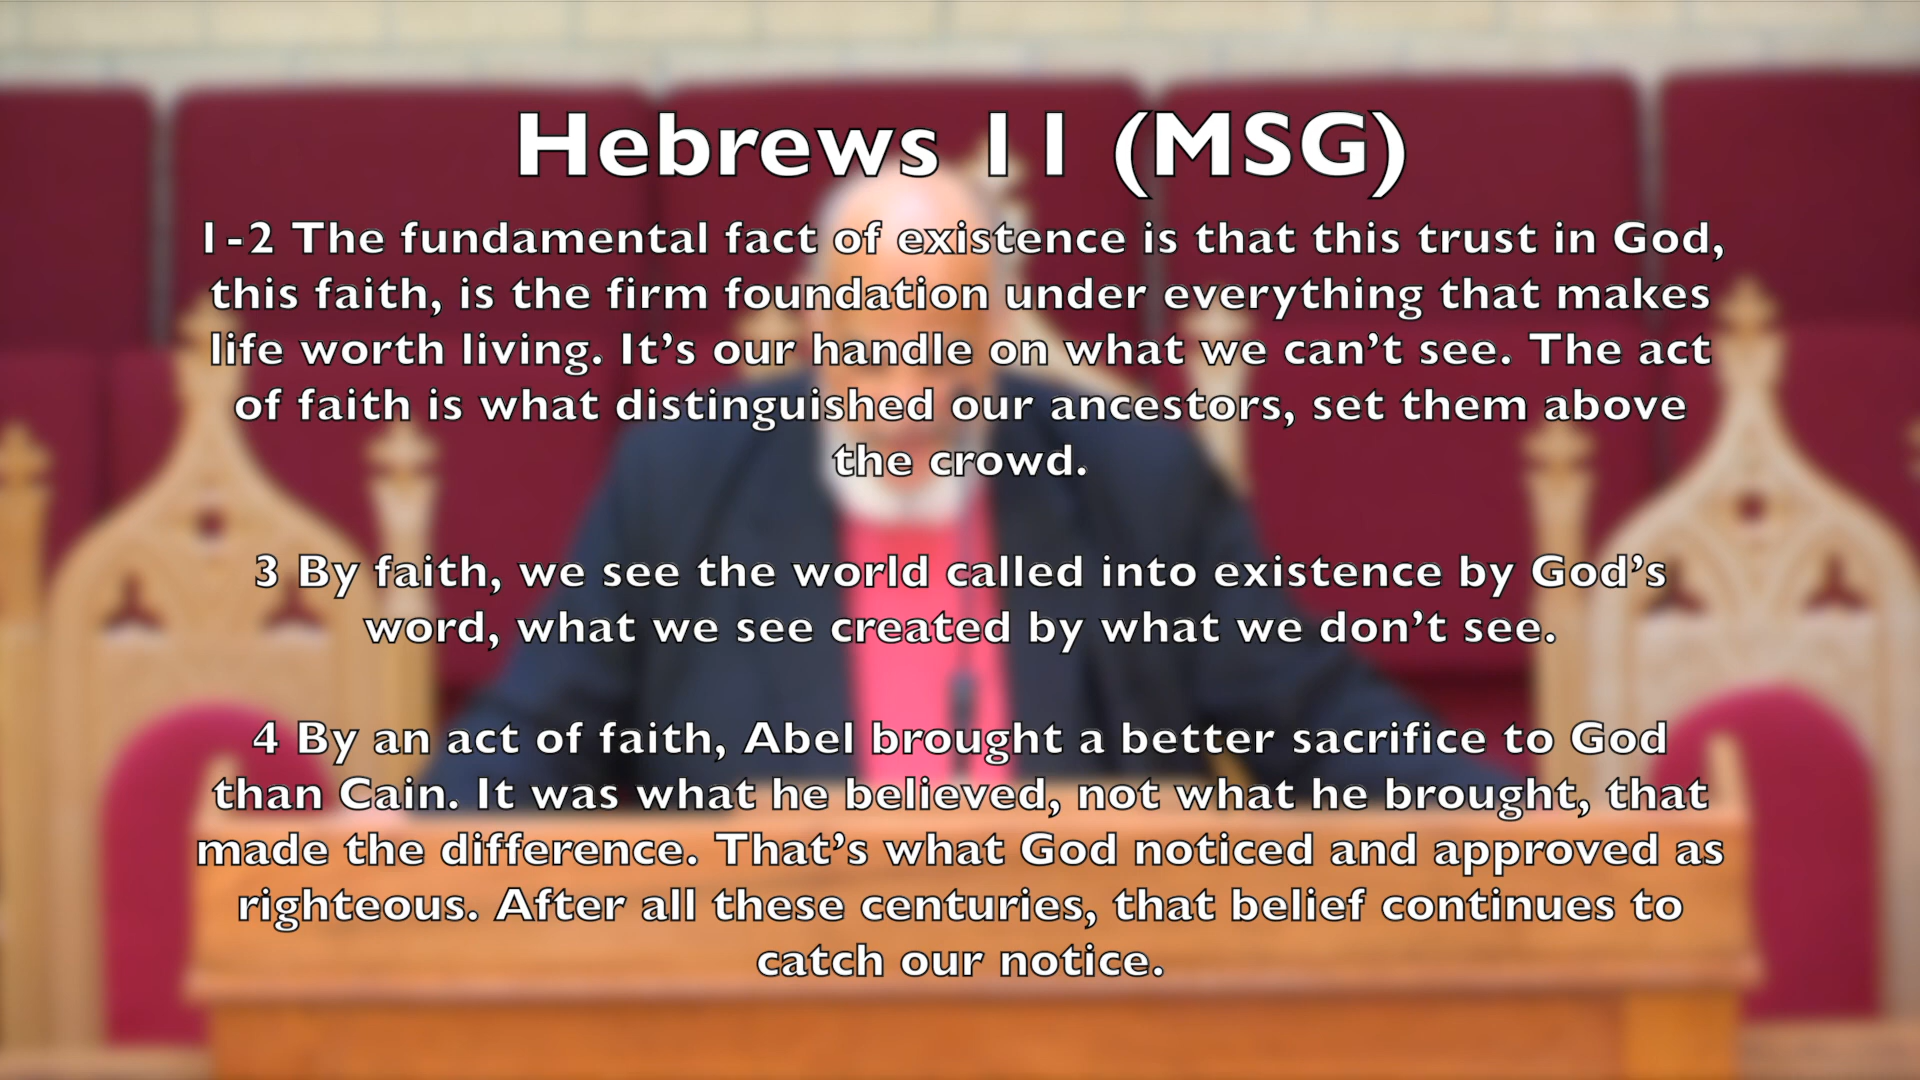 Hebrews 11 (MSG)
1-2 The fundamental fact of existence is that this trust in God,
this faith, is the firm foundation under everything that makes
life worth living. It’s our handle on what we can’t see. The act
of faith is what distinguished our ancestors, set them above
the crowd.
3 By faith, we see the world called into existence by God’s
word, what we see created by what we don’t see.
4 By an act of faith, Abel brought a better sacrifice to God
than Cain. It was what he believed, not what he brought, that
made the difference. That’s what God noticed and approved as
righteous. After all these centuries, that belief continues to
catch our notice.